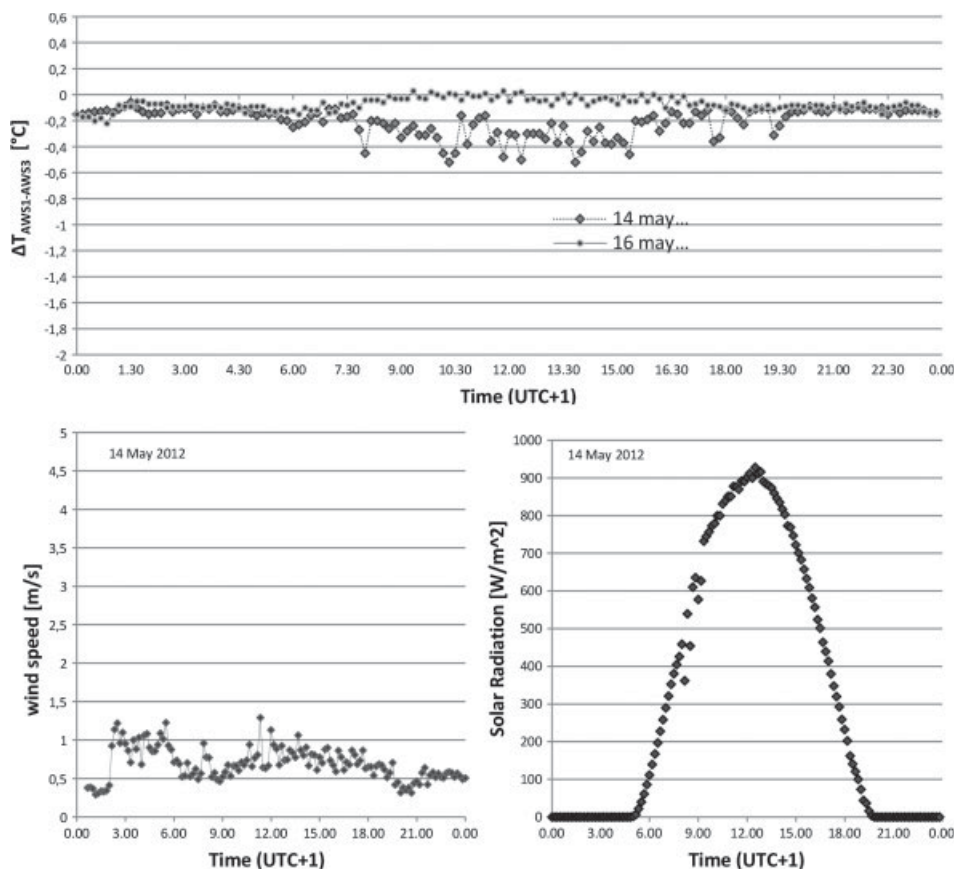 0,6
0,4
0,2
0
-0,2
-0,4
-0,6
-0,8
-1
-1,2
-1,4
-1,6
-1,8
-2
ΔT AWS1-AWS3 [°C]
14 may...
16 may...
0.00 1.30 3.00 4.30 6.00 7.30 9.00 10.30 12.00 13.30 15.00 16.30 18.00 19.30 21.00 22.30 0.00
Time (UTC+1)
14 May 2012
5
4,5
4
3,5
3
2,5
2
1,5
1
0,5
0
wind speed [m/s]
0.00 3.00 6.00 9.00 12.00 15.00 18.00 21.00 0.00
Time (UTC+1)
14 May 2012
1000
900
800
700
600
500
400
300
200
100
0
Solar Radiation [W/m^2]
0.00 3.00 6.00 9.00 12.00 15.00 18.00 21.00 0.00
Time (UTC+1)